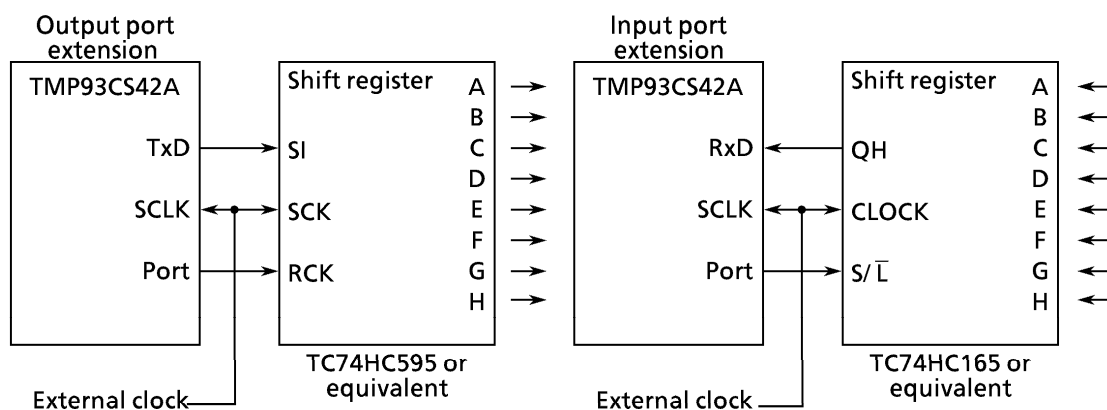 Output port
extension
TMP93CS42A
TxD
SCLK
Port
Shift register
SI
SCK
RCK
A
B
C
D
E
F
G
H
TC74HC595 or
equivalent
External clock
Input port
extension
TMP93CS42A
RxD
SCLK
Port
Shift register
QH
CLOCK
S/L̅
A
B
C
D
E
F
G
H
TC74HC165 or
equivalent
External clock